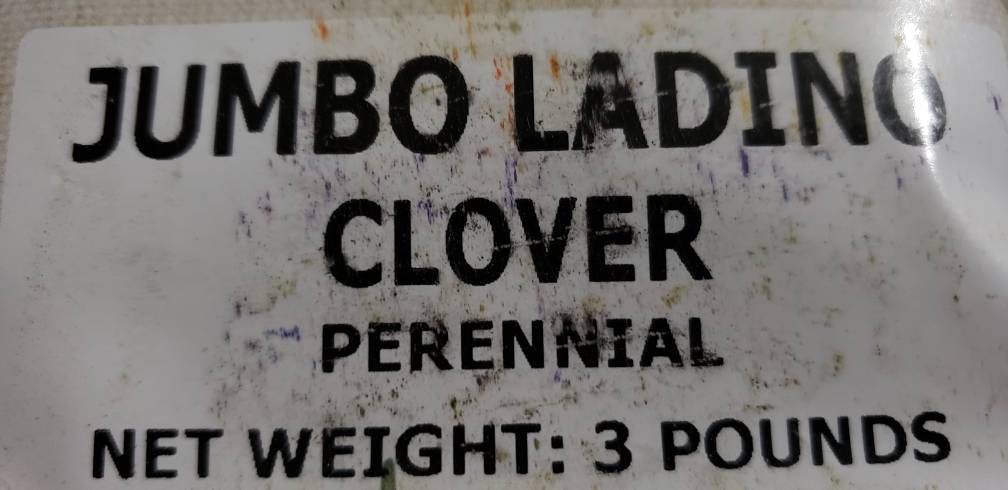 JUMBO LADINO
CLOVER
PERENNIAL
NET WEIGHT: 3 POUNDS